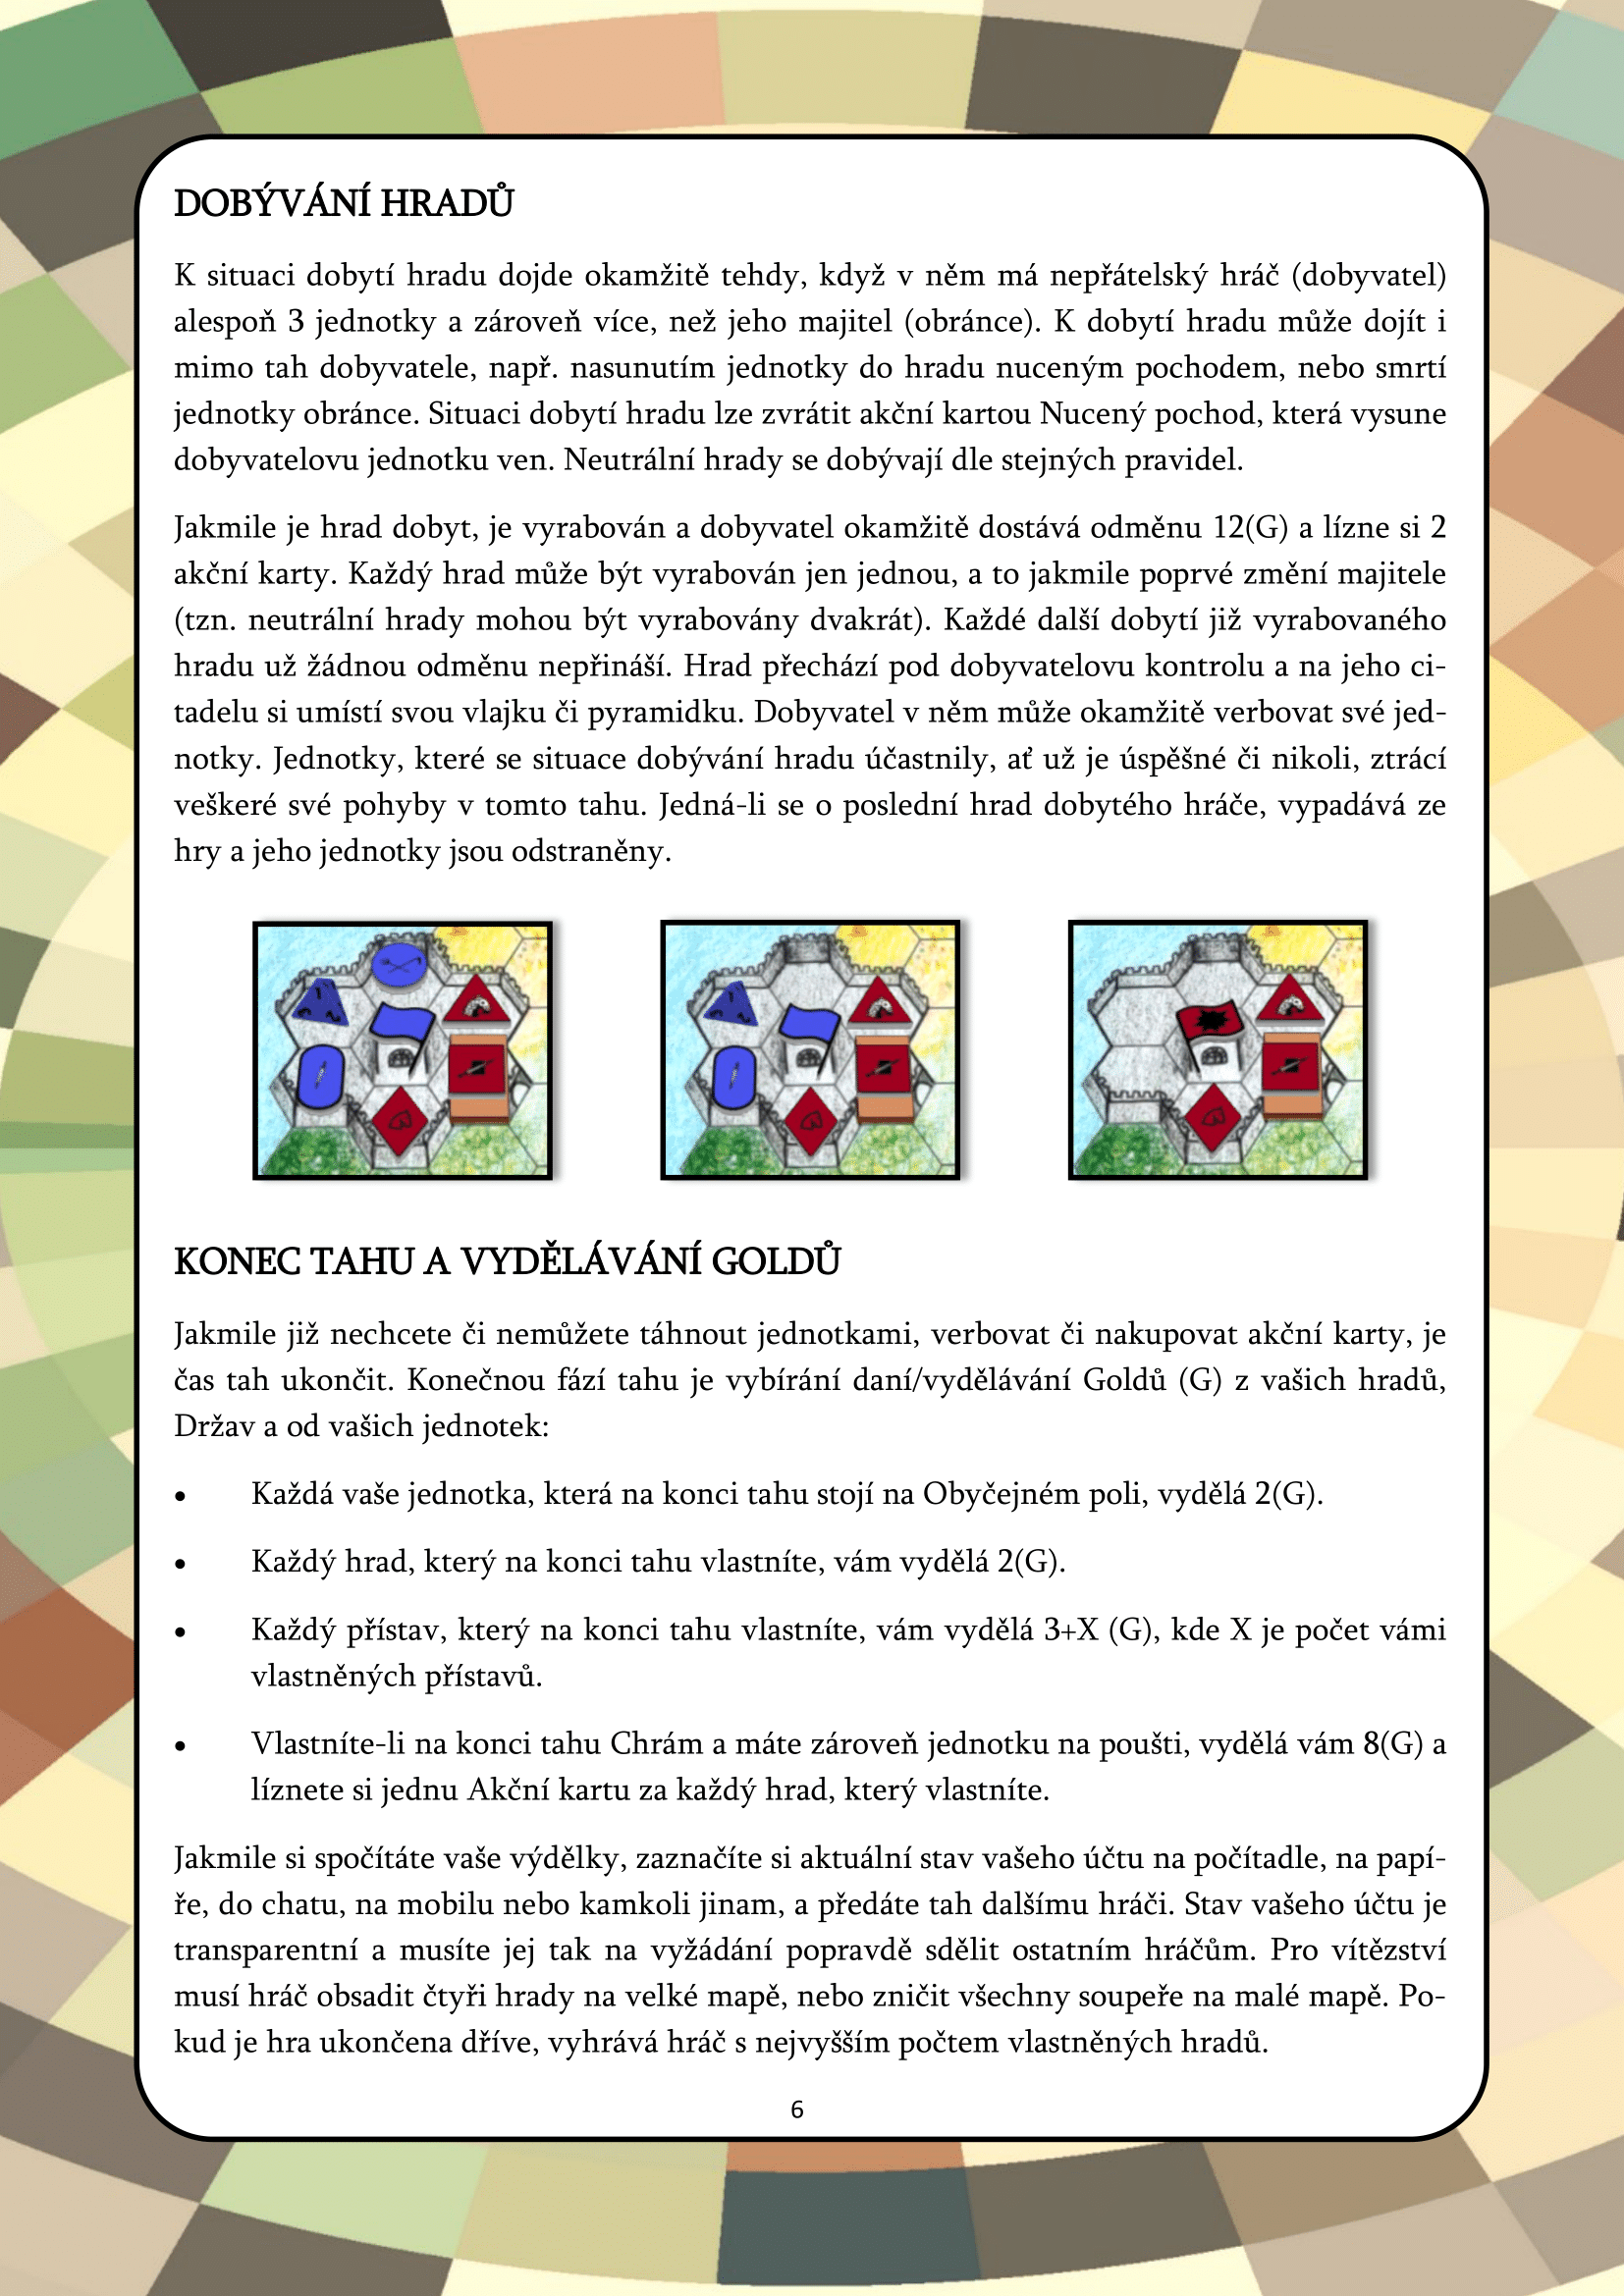 DOBÝVÁNÍ HRADŮ
K situaci dobytí hradu dojde okamžitě tehdy, když v něm má nepřátelský hráč (dobyvatel)
alespoň 3 jednotky a zároveň více, než jeho majitel (obránce). K dobytí hradu může dojít i
mimo tah dobyvatele, např. nasunutím jednotky do hradu nuceným pochodem, nebo smrtí
jednotky obránce. Situaci dobytí hradu lze zvrátit akční kartou Nucený pochod, která vysune
dobyvatelovu jednotku ven. Neutrální hrady se dobývají dle stejných pravidel.
Jakmile je hrad dobyt, je vyrabován a dobyvatel okamžitě dostává odměnu 12(G) a lízne si 2
akční karty. Každý hrad může být vyrabován jen jednou, a to jakmile poprvé změní majitele
(tzn. neutrální hrady mohou být vyrabovány dvakrát). Každé další dobytí již vyrabovaného
hradu už žádnou odměnu nepřináší. Hrad přechází pod dobyvatelovu kontrolu a na jeho ci-
tadelu si umístí svou vlajku či pyramidku. Dobyvatel v něm může okamžitě verbovat své jed-
notky. Jednotky, které se situace dobývání hradu účastnily, ať už je úspěšné či nikoli, ztrácí
veškeré své pohyby v tomto tahu. Jedná-li se o poslední hrad dobytého hráče, vypadává ze
hry a jeho jednotky jsou odstraněny.
KONEC TAHU A VYDĚLÁVÁNÍ GOLDŮ
Jakmile již nechcete či nemůžete táhnout jednotkami, verbovat či nakupovat akční karty, je
čas tah ukončit. Konečnou fází tahu je vybírání daní/vydělávání Goldů (G) z vašich hradů,
Držav a od vašich jednotek:
• Každá vaše jednotka, která na konci tahu stojí na Obyčejném poli, vydělá 2(G).
• Každý hrad, který na konci tahu vlastníte, vám vydělá 2(G).
• Každý přístav, který na konci tahu vlastníte, vám vydělá 3+X (G), kde X je počet vámi
vlastněných přístavů.
• Vlastníte-li na konci tahu Chrám a máte zároveň jednotku na poušti, vydělá vám 8(G) a
líznete si jednu Akční kartu za každý hrad, který vlastníte.
Jakmile si spočítáte vaše výdělky, zaznačíte si aktuální stav vašeho účtu na počítadle, na papí-
ře, do chatu, na mobilu nebo kamkoli jinam, a předáte tah dalšímu hráči. Stav vašeho účtu je
transparentní a musíte jej tak na vyžádání popravdě sdělit ostatním hráčům. Pro vítězství
musí hráč obsadit čtyři hrady na velké mapě, nebo zničit všechny soupeře na malé mapě. Po-
kud je hra ukončena dříve, vyhrává hráč s nejvyšším počtem vlastněných hradů.
6